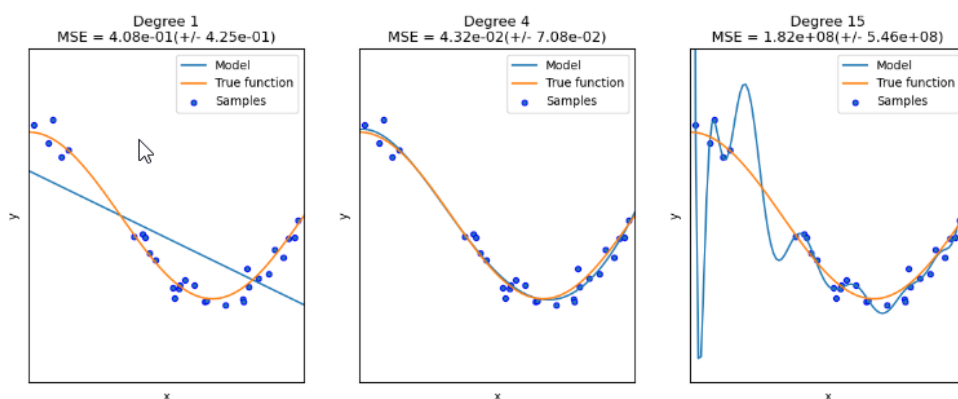 Degree 1
MSE = 4.08e-01(+/- 4.25e-01)
Model
True function
Samples
y
x
Degree 4
MSE = 4.32e-02(+/- 7.08e-02)
Model
True function
Samples
y
x
Degree 15
MSE = 1.82e+08(+/- 5.46e+08)
Model
True function
Samples
y
x